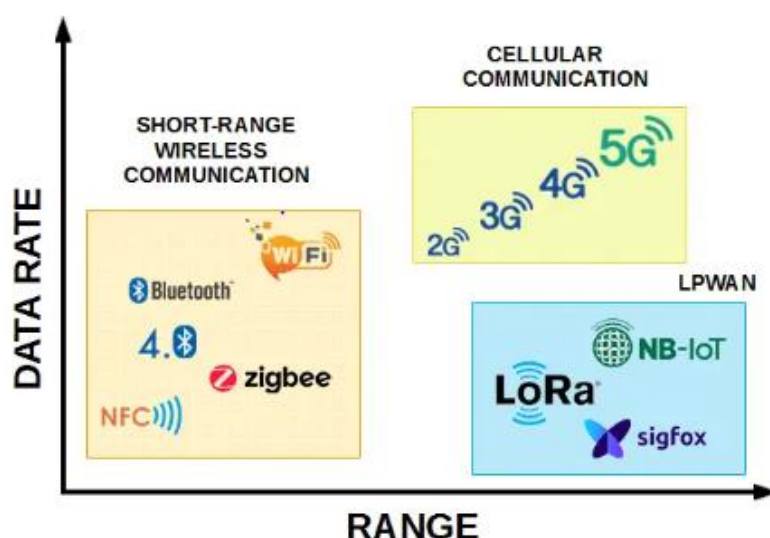 CELLULAR
COMMUNICATION
SHORT-RANGE
WIRELESS
COMMUNICATION
5G
4G
3G
2G
WiFi
Bluetooth
4.0
zigbee
NFC
LPWAN
NB-IoT
LoRa
sigfox
DATA RATE
RANGE